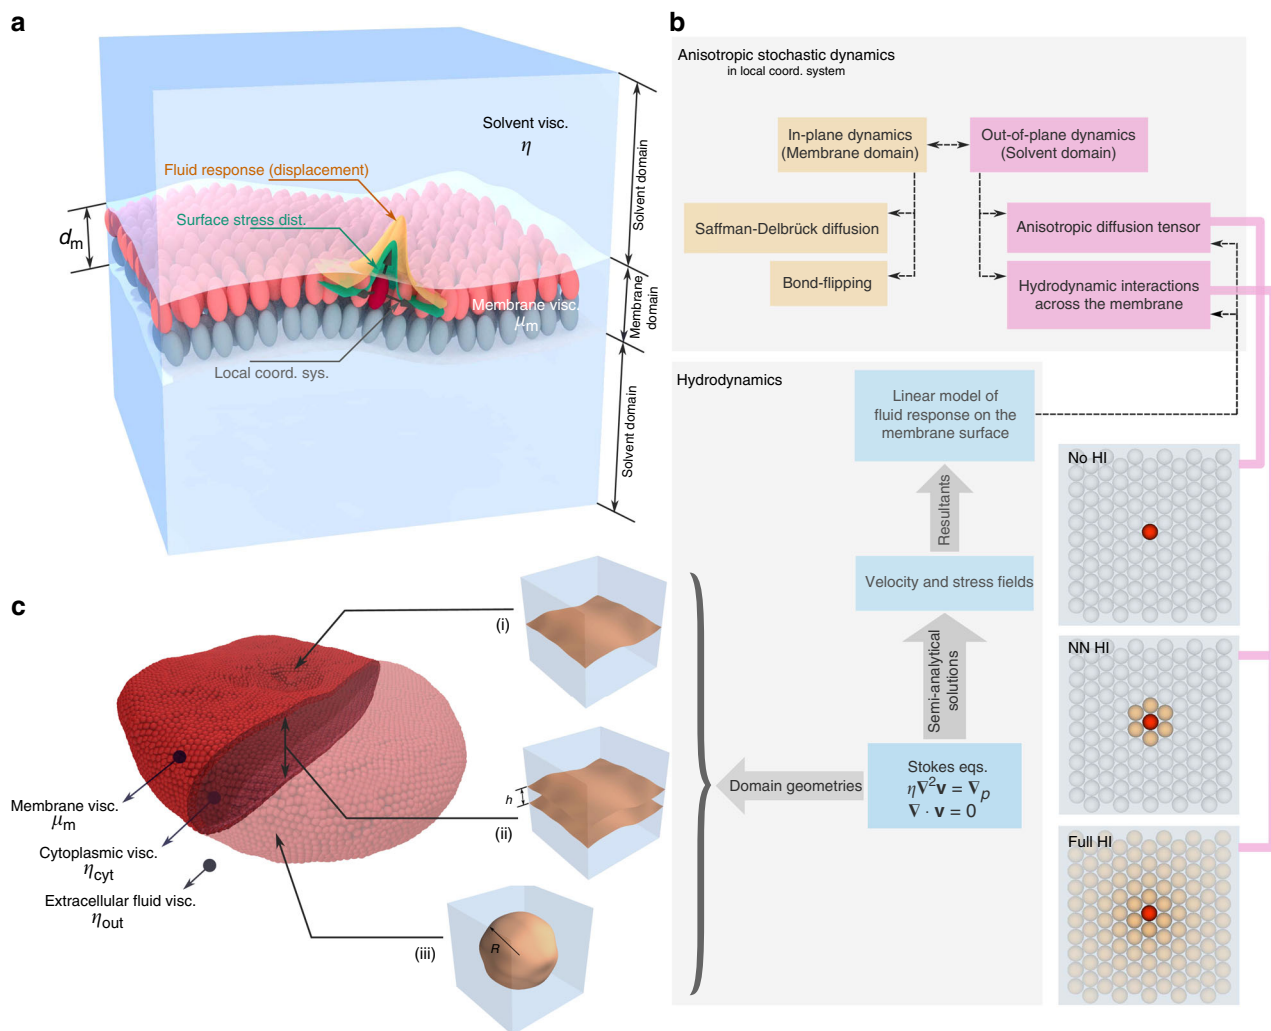 a
Solvent visc.
η
Fluid response (displacement)
Surface stress dist.
d_m
Membrane visc.
μ_m
Local coord. sys.
Solvent domain
Membrane
domain
Solvent domain
b
Anisotropic stochastic dynamics
in local coord. system
In-plane dynamics
(Membrane domain)
Out-of-plane dynamics
(Solvent domain)
Saffman-Delbrück diffusion
Bond-flipping
Anisotropic diffusion tensor
Hydrodynamic interactions
across the membrane
Hydrodynamics
Linear model of
fluid response on the
membrane surface
Resultants
Velocity and stress fields
Semi-analytical
solutions
Domain geometries
Stokes eqs.
η∇²v = ∇p
∇ · v = 0
No HI
NN HI
Full HI
c
(i)
h
(ii)
R
(iii)
Membrane visc.
μ_m
Cytoplasmic visc.
η_cyt
Extracellular fluid visc.
η_out